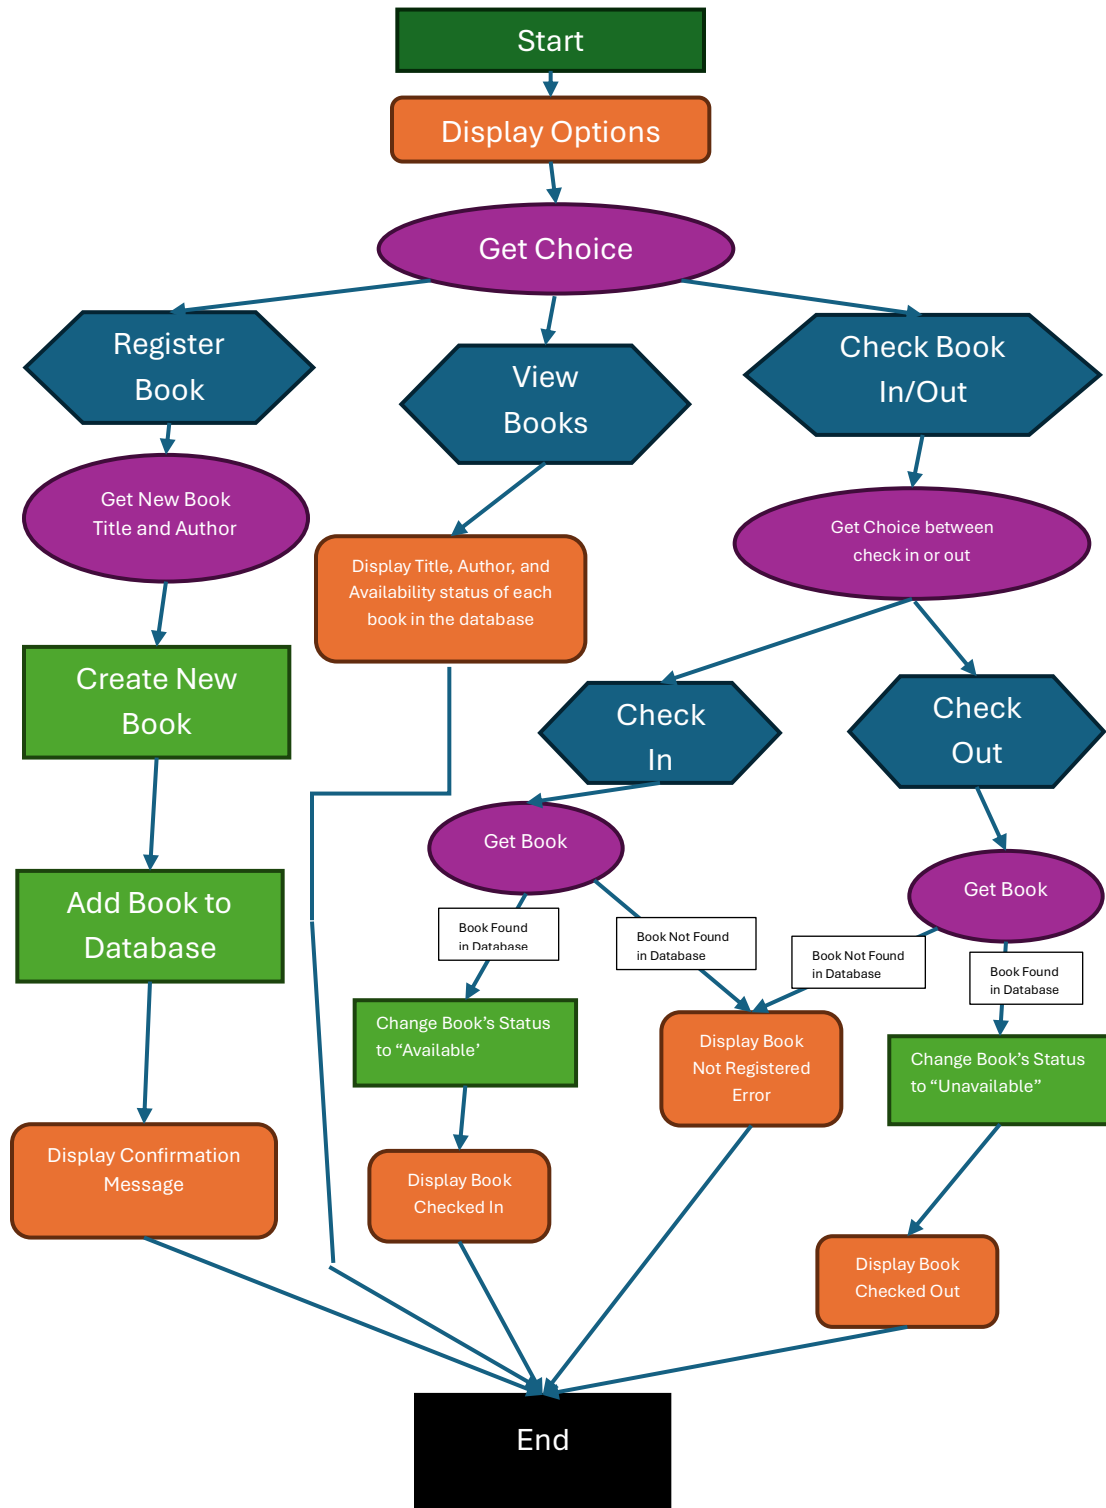 Start
Display Options
Get Choice
Register
Book
View
Books
Check Book
In/Out
Get New Book
Title and Author
Get Choice between
check in or out
Display Title, Author, and
Availability status of each
book in the database
Create New
Book
Check
In
Check
Out
Get Book
Get Book
Book Found
in Database
Book Not Found
in Database
Book Not Found
in Database
Book Found
in Database
Add Book to
Database
Change Book’s Status
to “Available’
Display Book
Not Registered
Error
Change Book’s Status
to “Unavailable”
Display Confirmation
Message
Display Book
Checked In
Display Book
Checked Out
End